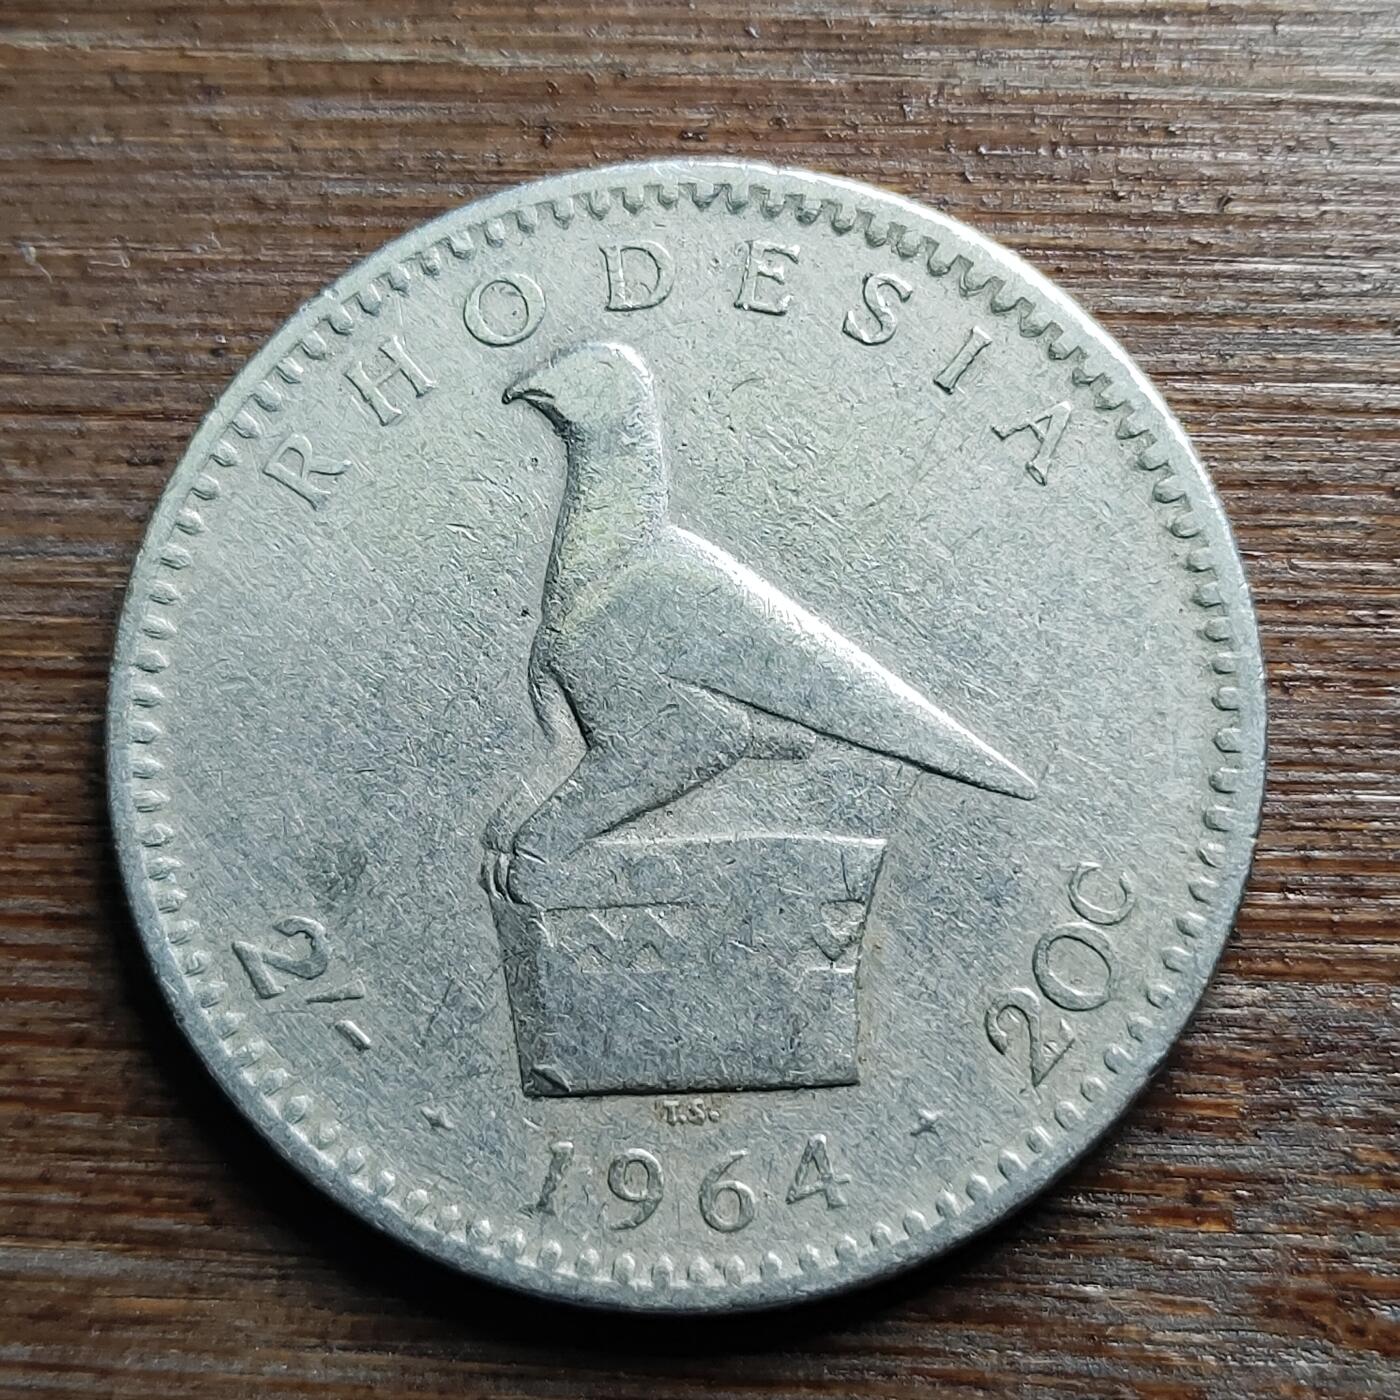 RHODESIA
2/-
20C
T.S.
1964